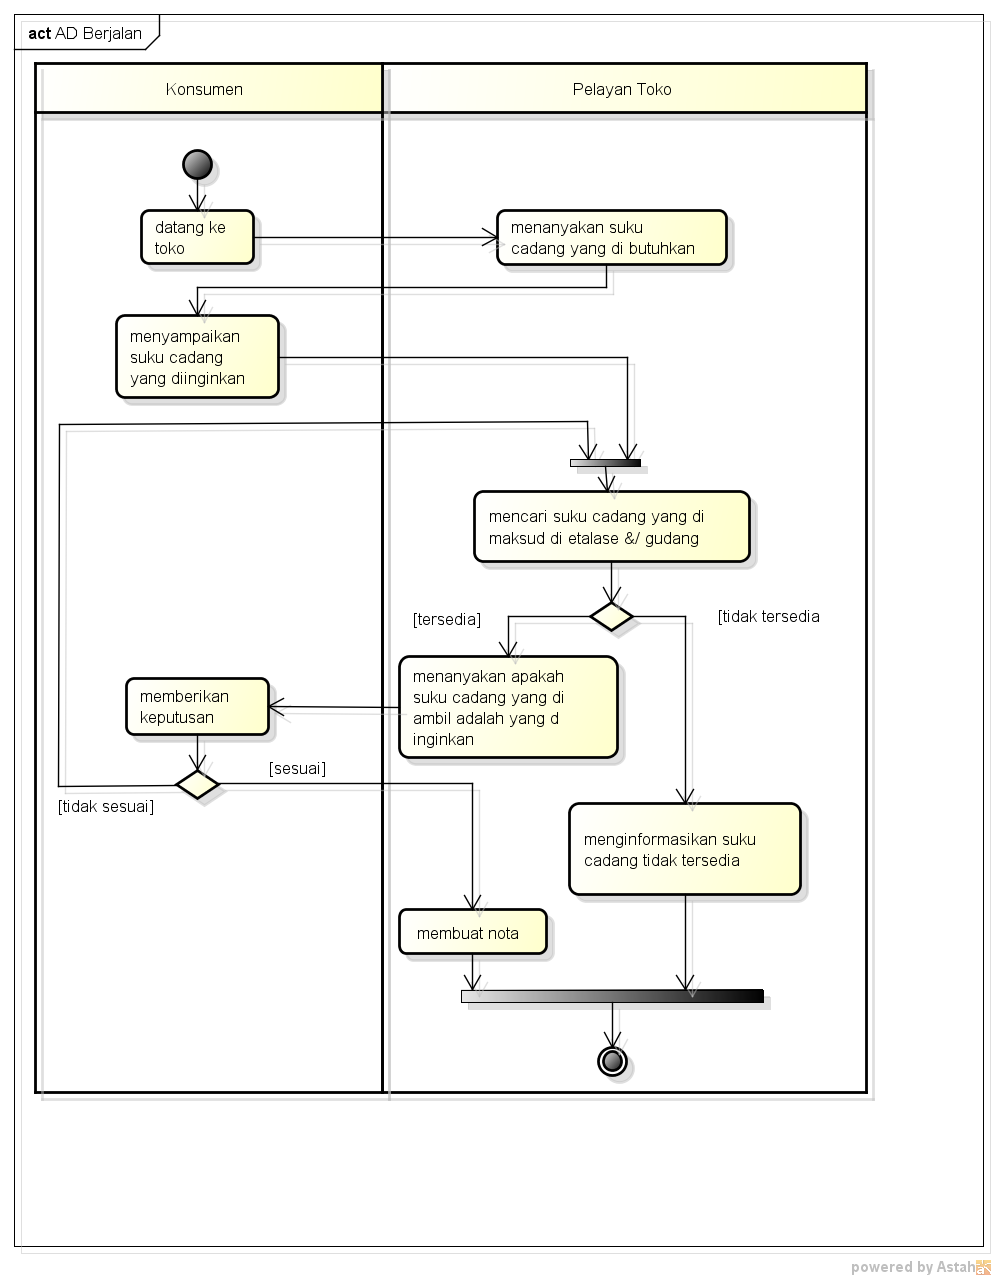 act AD Berjalan
Konsumen
Pelayan Toko
datang ke
toko
menanyakan suku
cadang yang di butuhkan
menyampaikan
suku cadang
yang diinginkan
mencari suku cadang yang di
maksud di etalase &/ gudang
[tersedia]
[tidak tersedia
menanyakan apakah
suku cadang yang di
ambil adalah yang d
inginkan
memberikan
keputusan
[sesuai]
[tidak sesuai]
menginformasikan suku
cadang tidak tersedia
membuat nota
powered by Astah